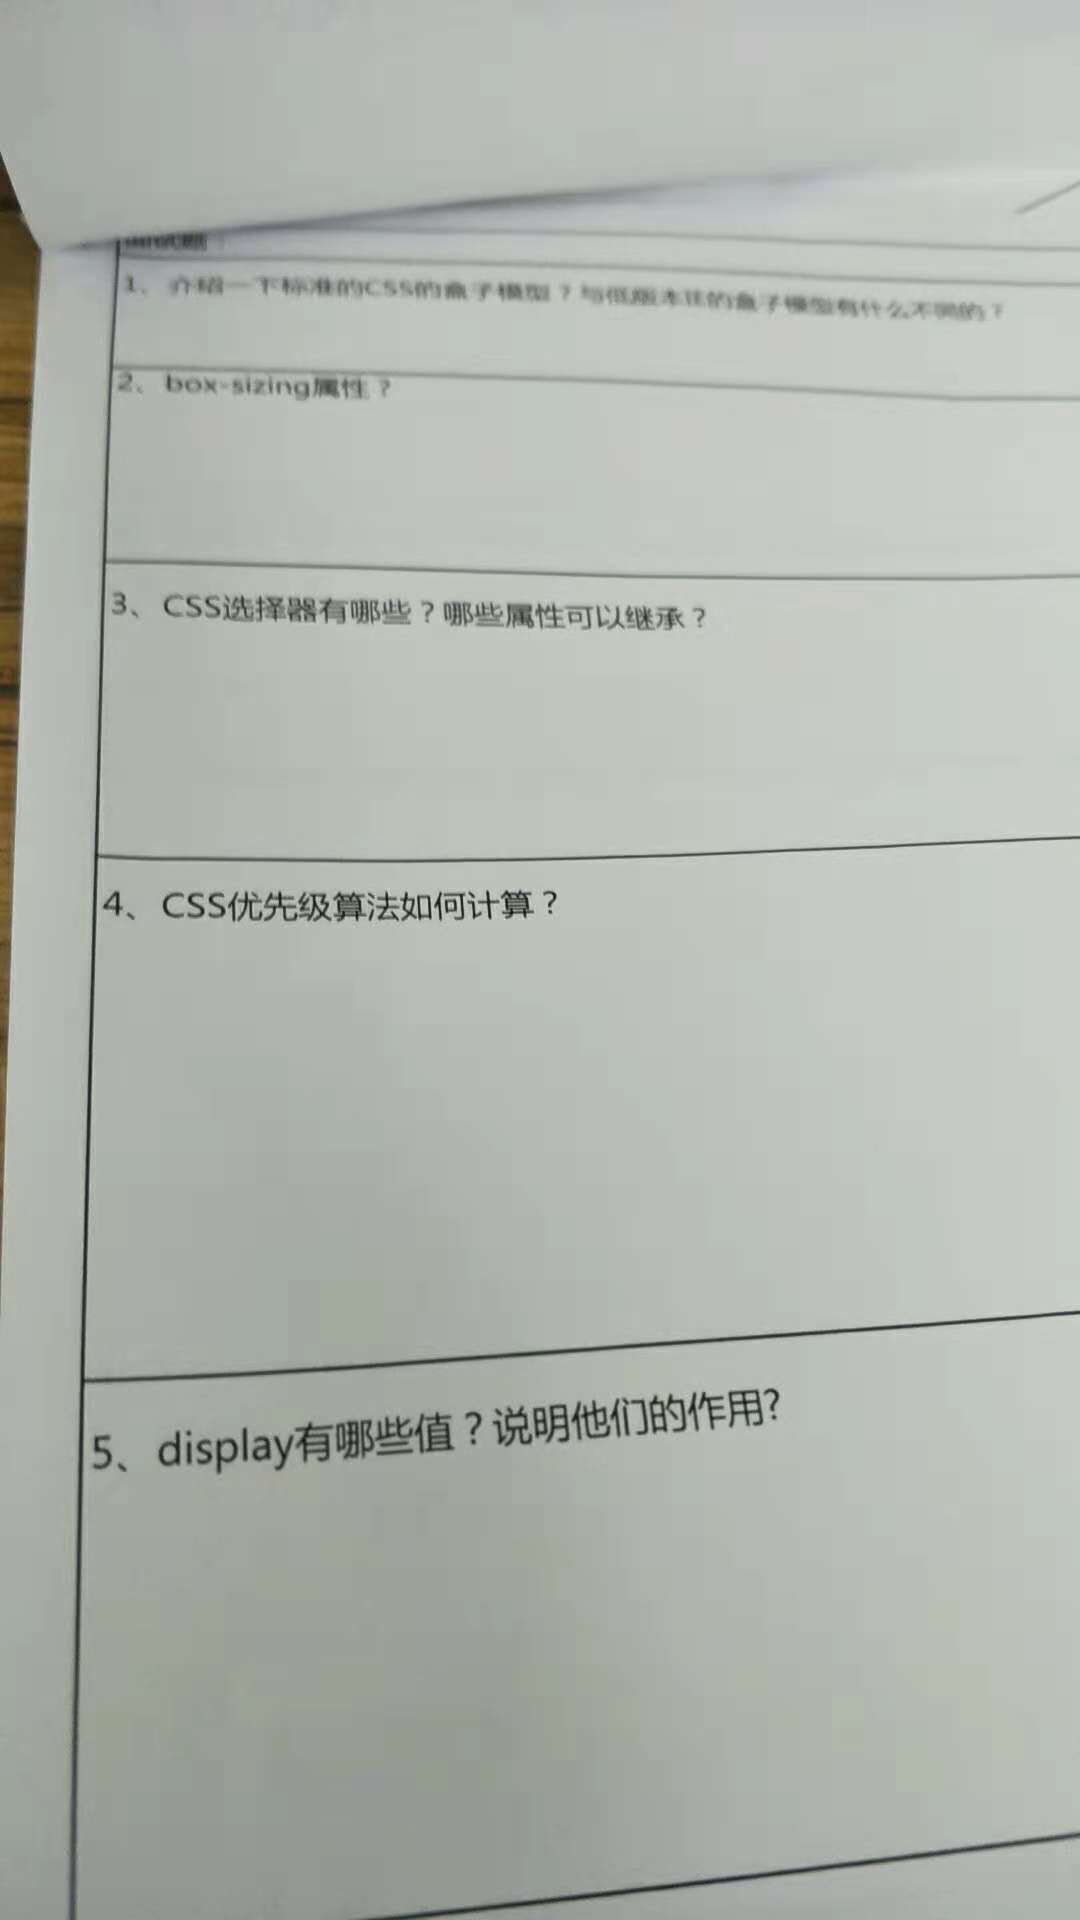 面试题
1、介绍一下标准的CSS的盒子模型？与低版本IE的盒子模型有什么不同的？
2、box-sizing属性？
3、CSS选择器有哪些？哪些属性可以继承？
4、CSS优先级算法如何计算？
5、display有哪些值？说明他们的作用?